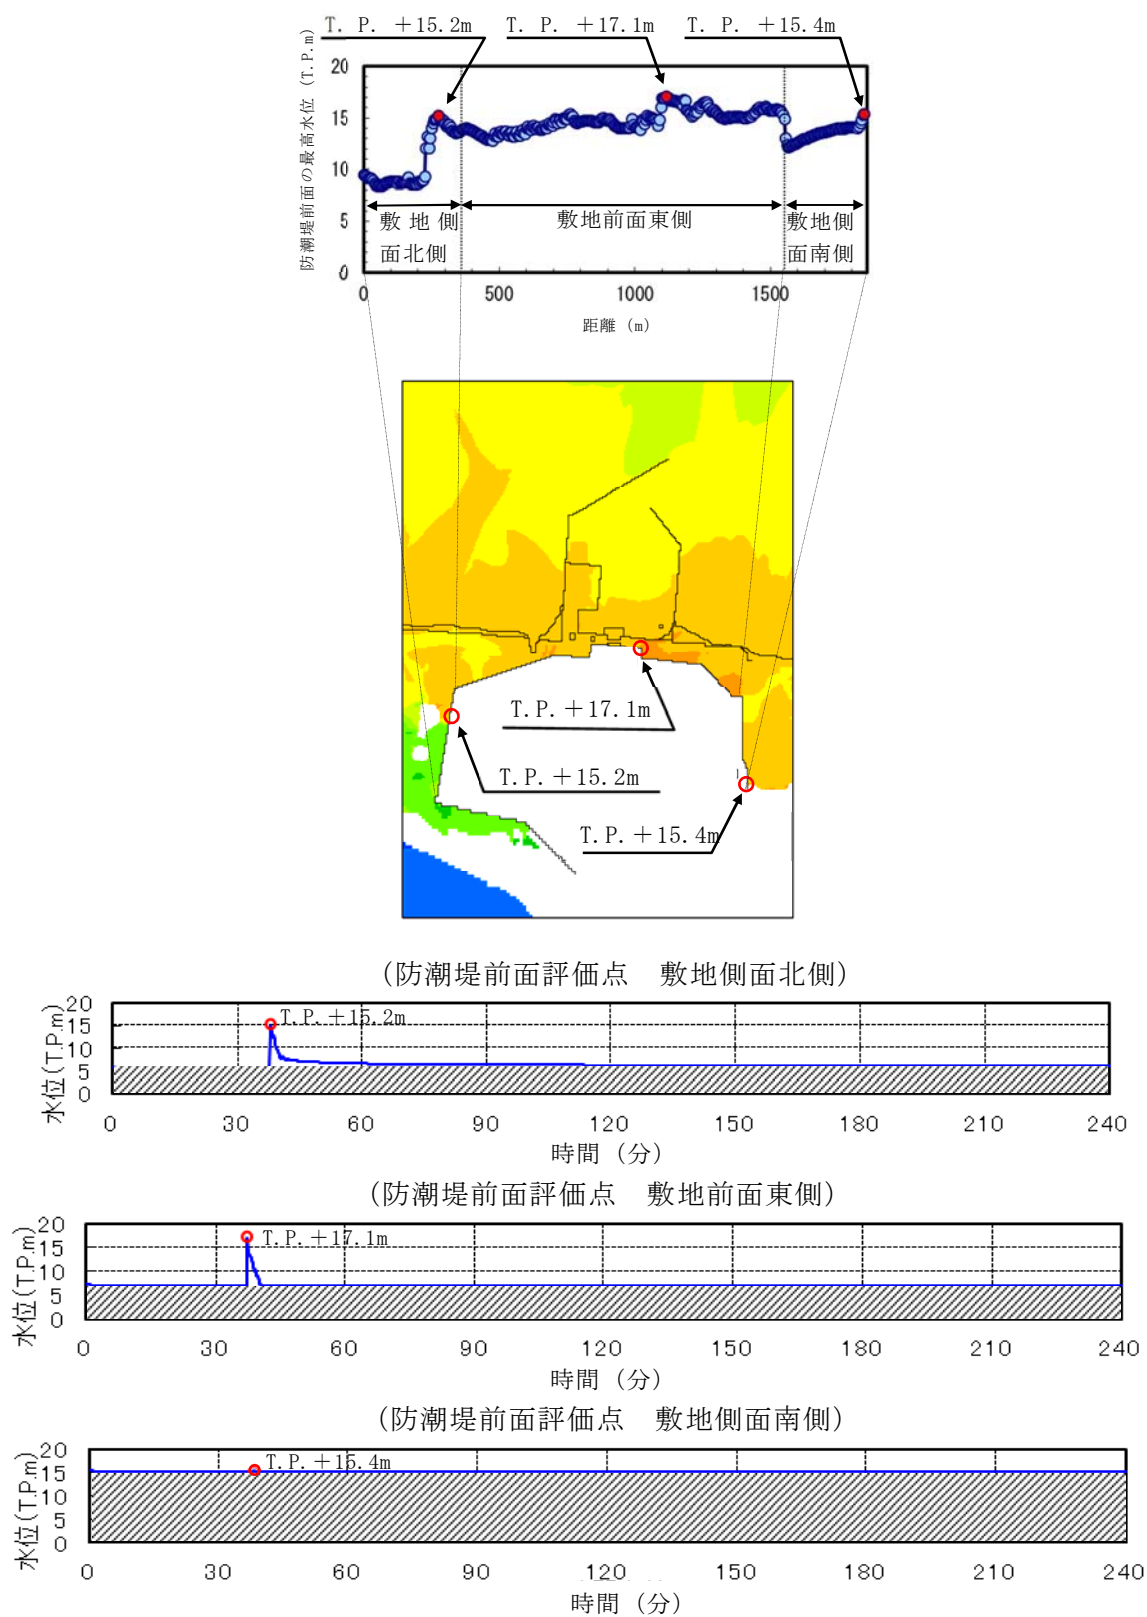 T. P. +15.2m
T. P. +17.1m
T. P. +15.4m
防潮堤前面の最高水位 (T.P.m)
20
15
10
5
0
敷地側
面北側
敷地前面東側
敷地側
面南側
0 500 1000 1500
距離 (m)
T.P.+17.1m
T.P.+15.2m
T.P.+15.4m
(防潮堤前面評価点 敷地側面北側)
水位(T.P.m)
20
15
10
5
0
T.P.+15.2m
0 30 60 90 120 150 180 210 240
時間 (分)
(防潮堤前面評価点 敷地前面東側)
水位(T.P.m)
20
15
10
5
0
T.P.+17.1m
0 30 60 90 120 150 180 210 240
時間 (分)
(防潮堤前面評価点 敷地側面南側)
水位(T.P.m)
20
15
10
5
0
T.P.+15.4m
0 30 60 90 120 150 180 210 240
時間 (分)